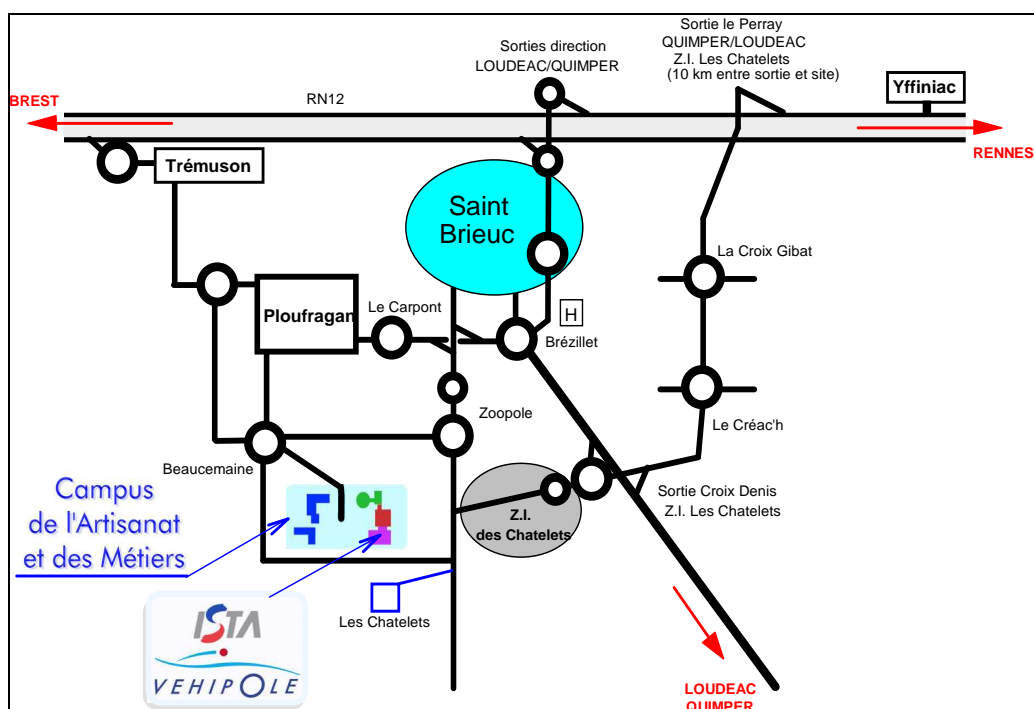 Sortie le Perray
QUIMPER/LOUDEAC
Z.I. Les Chatelets
(10 km entre sortie et site)
Sorties direction
LOUDEAC/QUIMPER
Yffiniac
BREST
RN12
RENNES
Trémuson
Saint
Brieuc
La Croix Gibat
Ploufragan
Le Carpont
H
Brézillet
Zoopole
Le Créac'h
Beaucemaine
Campus
de l'Artisanat
et des Métiers
Sortie Croix Denis
Z.I. Les Chatelets
Z.I.
des Chatelets
Les Chatelets
ISTA
VEHIPOLE
LOUDEAC
QUIMPER